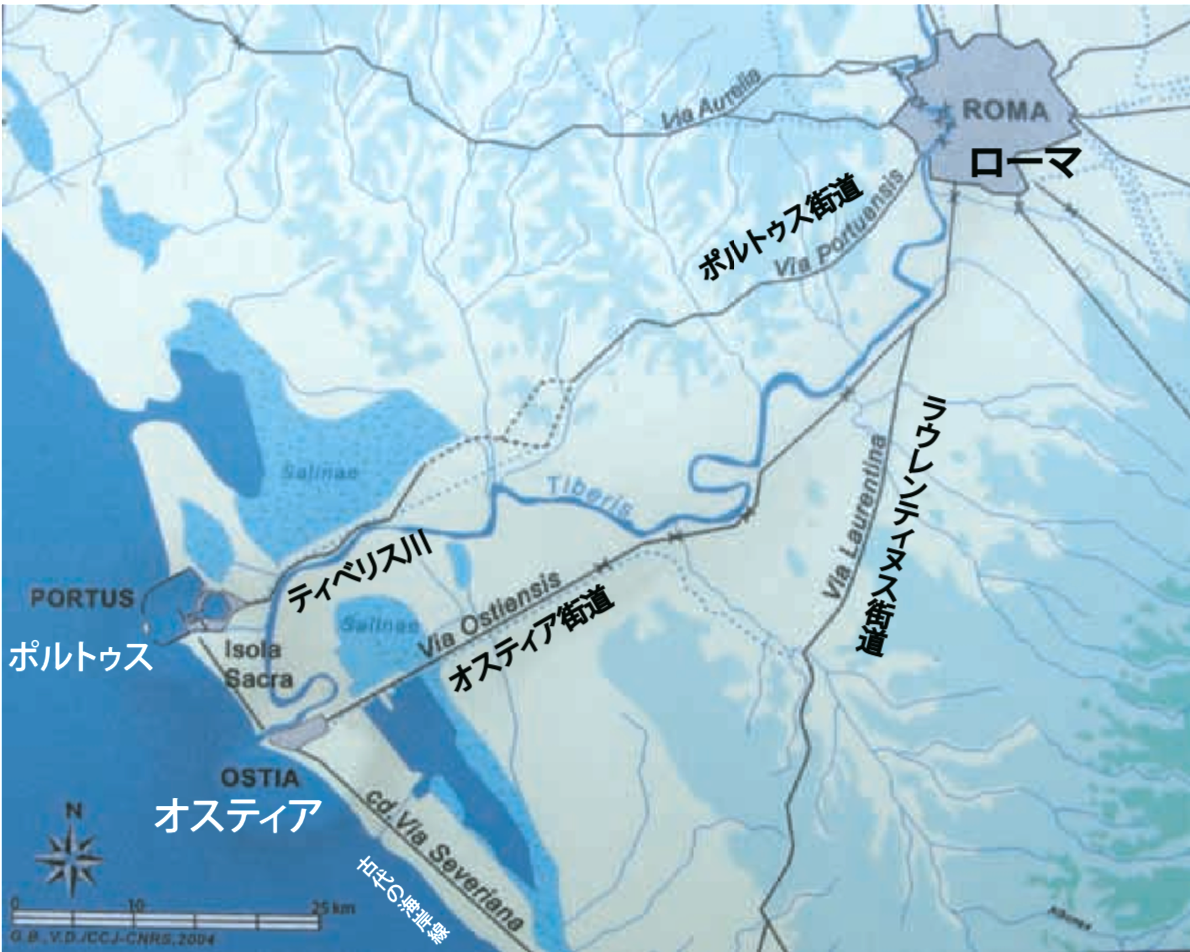 Via Aurelia
ROMA
ローマ
ポルトゥス街道
Via Portuensis
ラウレンティヌス街道
Via Laurentina
Salinae
Tiberis
ティベリス川
PORTUS
ポルトゥス
Isola
Sacra
Salinae
Via Ostiensis
オスティア街道
OSTIA
オスティア
cd. Via Severiana
古代の海岸線
N
0 10 25 km
G.B., V.D./CCJ-CNRS, 2004